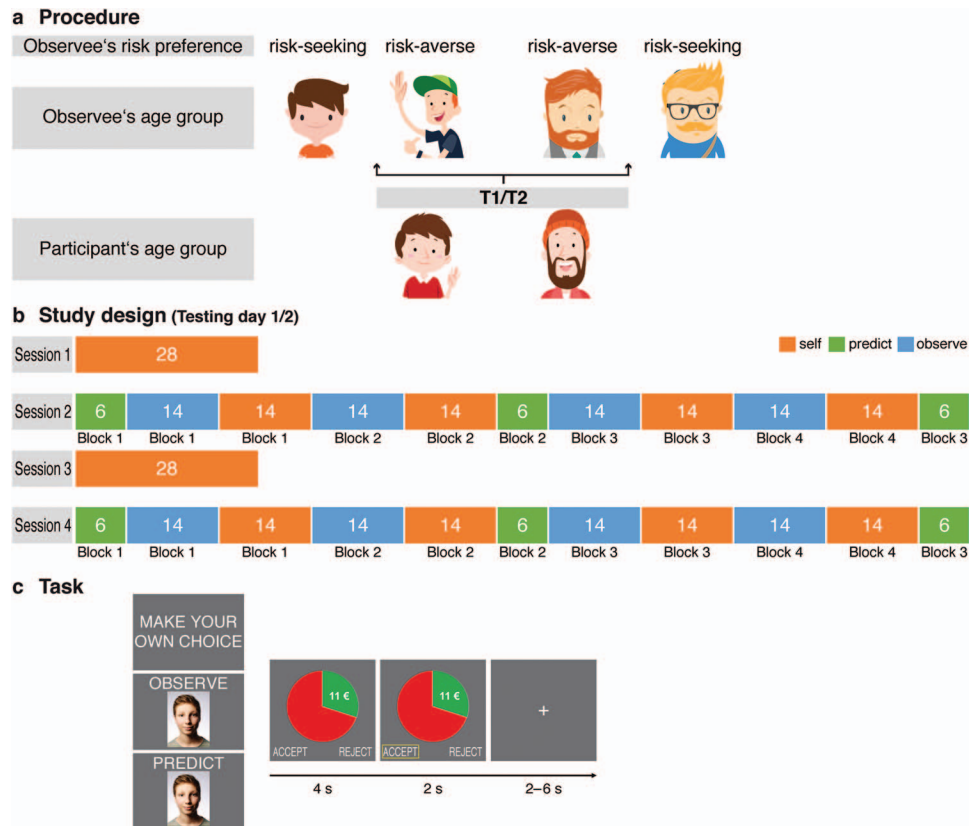 a Procedure
Observee's risk preference risk-seeking risk-averse risk-averse risk-seeking
Observee‘s age group
T1/T2
Participant‘s age group
b Study design (Testing day 1/2)
self predict observe
Session 1 28
Session 2 6 14 14 14 14 6 14 14 14 14 6
Block 1 Block 1 Block 1 Block 2 Block 2 Block 2 Block 3 Block 3 Block 4 Block 4 Block 3
Session 3 28
Session 4 6 14 14 14 14 6 14 14 14 14 6
Block 1 Block 1 Block 1 Block 2 Block 2 Block 2 Block 3 Block 3 Block 4 Block 4 Block 3
c Task
MAKE YOUR
OWN CHOICE
OBSERVE
PREDICT
11 € 11 €
+
ACCEPT REJECT ACCEPT REJECT
4 s 2 s 2–6 s